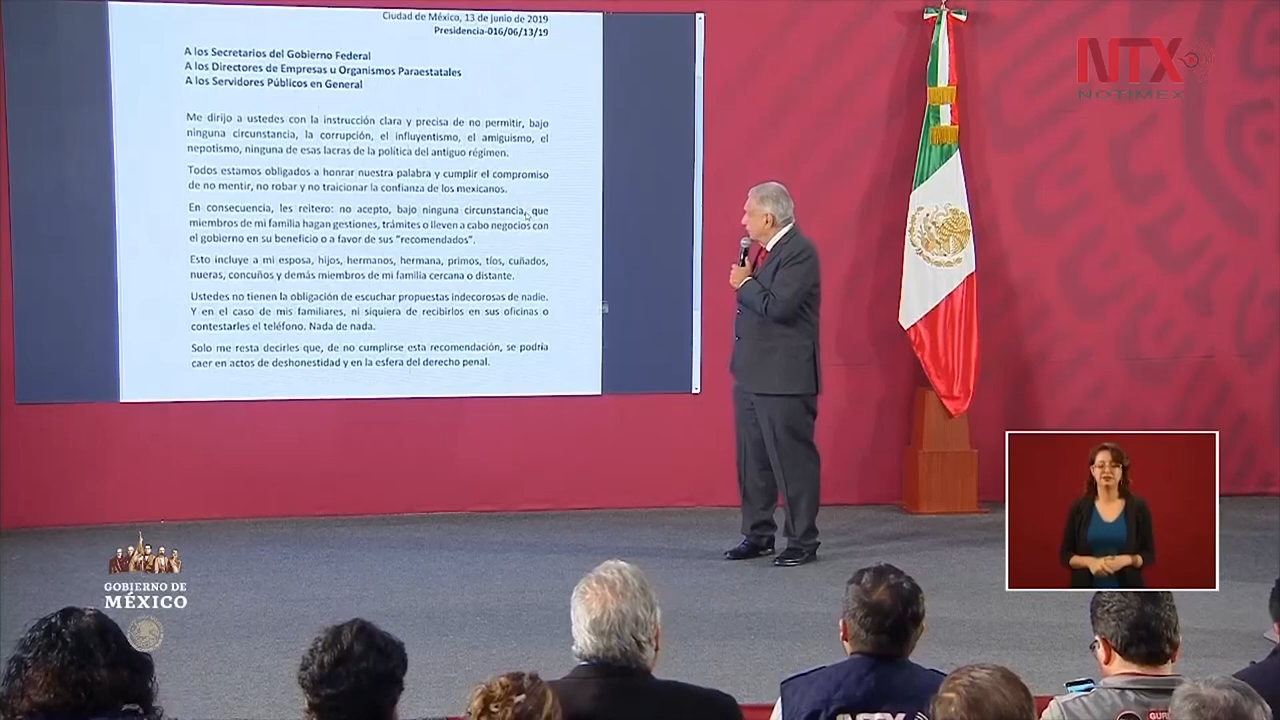 Ciudad de México, 13 de junio de 2019
Presidencia-016/06/13/19
A los Secretarios del Gobierno Federal
A los Directores de Empresas u Organismos Paraestatales
A los Servidores Públicos en General
Me dirijo a ustedes con la instrucción clara y precisa de no permitir, bajo
ninguna circunstancia, la corrupción, el influyentismo, el amiguismo, el
nepotismo, ninguna de esas lacras de la política del antiguo régimen.
Todos estamos obligados a honrar nuestra palabra y cumplir el compromiso
de no mentir, no robar y no traicionar la confianza de los mexicanos.
En consecuencia, les reitero: no acepto, bajo ninguna circunstancia, que
miembros de mi familia hagan gestiones, trámites o lleven a cabo negocios con
el gobierno en su beneficio o a favor de sus "recomendados".
Esto incluye a mi esposa, hijos, hermanos, hermana, primos, tíos, cuñados,
nueras, concuños y demás miembros de mi familia cercana o distante.
Ustedes no tienen la obligación de escuchar propuestas indecorosas de nadie.
Y en el caso de mis familiares, ni siquiera de recibirlos en sus oficinas o
contestarles el teléfono. Nada de nada.
Solo me resta decirles que, de no cumplirse esta recomendación, se podría
caer en actos de deshonestidad y en la esfera del derecho penal.
NTX
NOTIMEX
GOBIERNO DE
MÉXICO
NTX